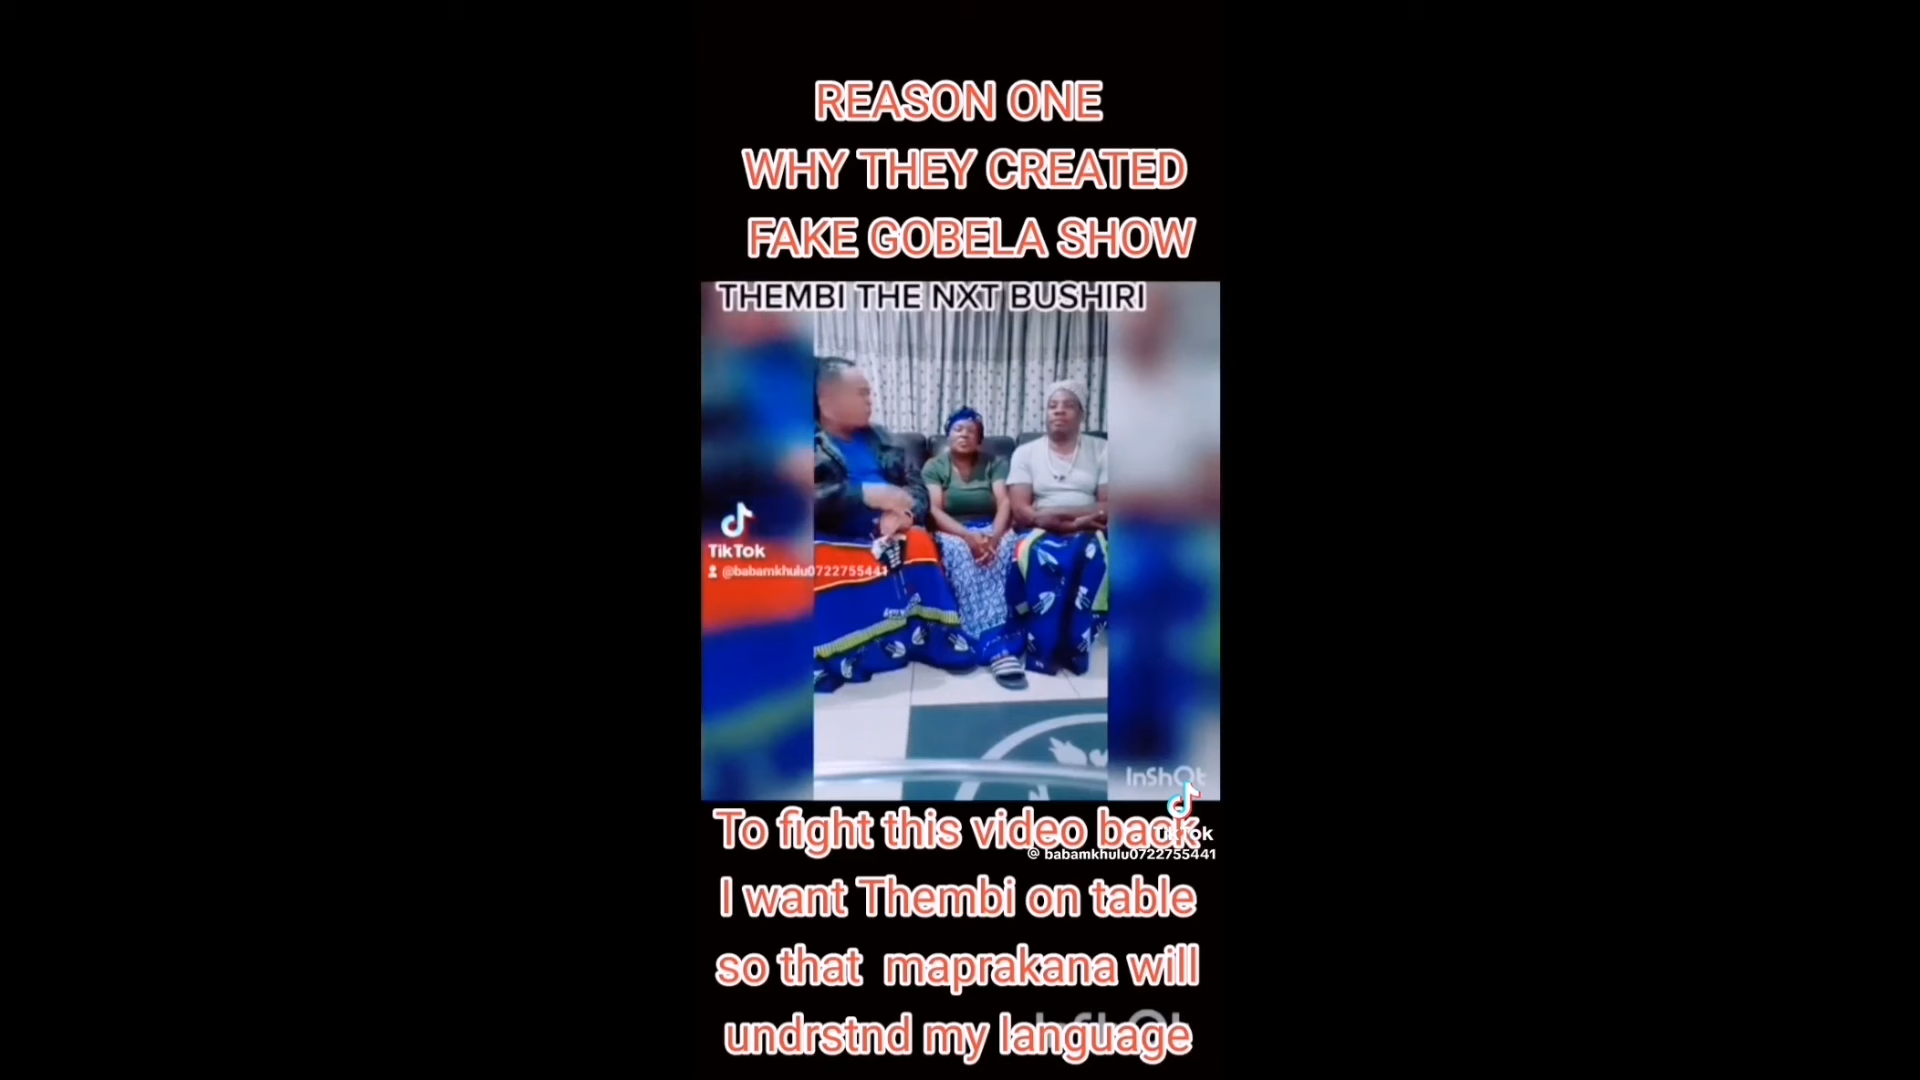 REASON ONE
WHY THEY CREATED
FAKE GOBELA SHOW
THEMBI THE NXT BUSHIRI
TikTok
@babamkhulu0722755441
InShOt
To fight this video back
TikTok
@ babamkhulu0722755441
I want Thembi on table
so that maprakana will
undrstnd my language